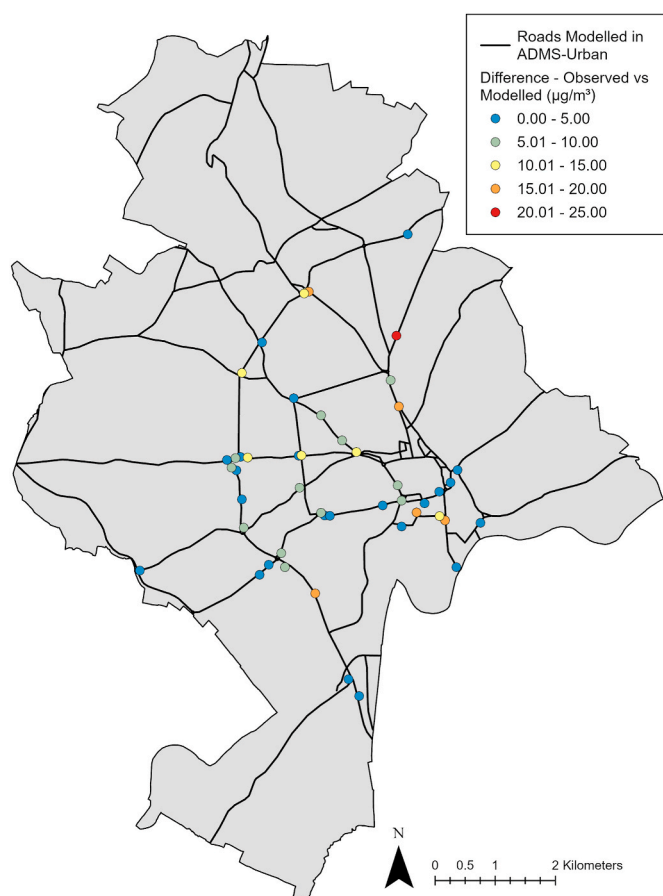 Roads Modelled in
ADMS-Urban
Difference - Observed vs
Modelled (µg/m³)
0.00 - 5.00
5.01 - 10.00
10.01 - 15.00
15.01 - 20.00
20.01 - 25.00
N
0 0.5 1 2 Kilometers